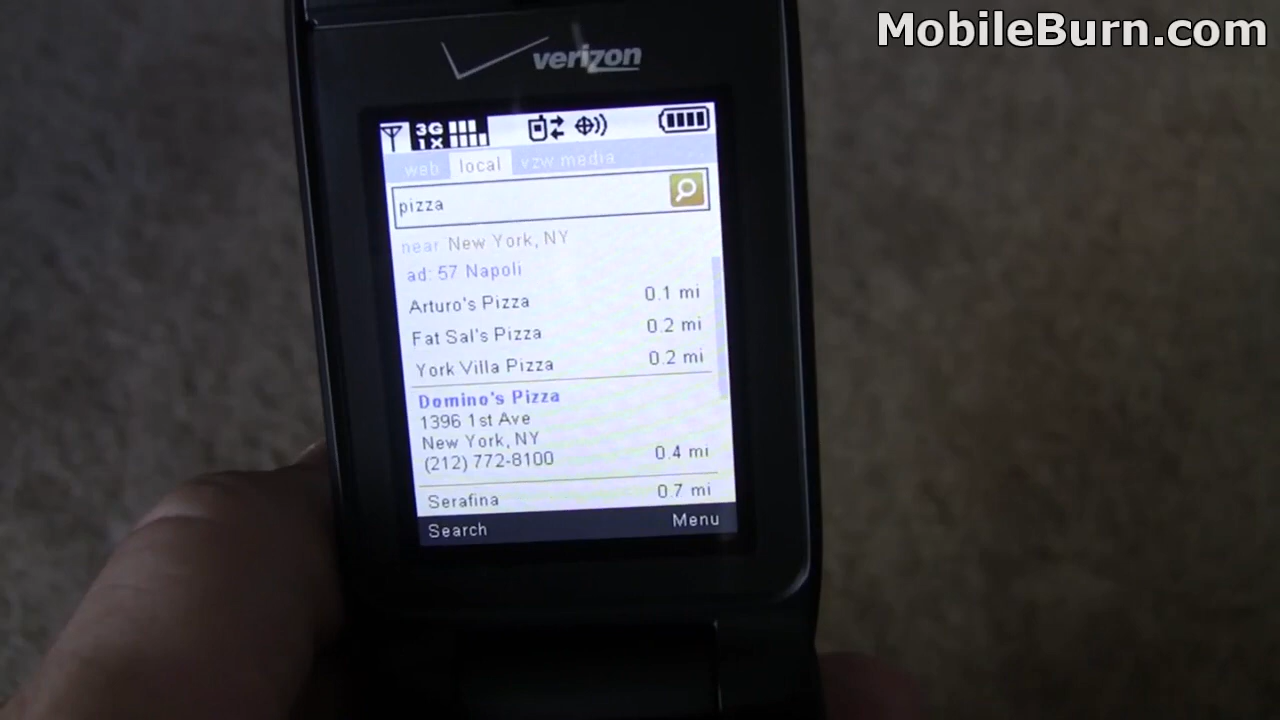 MobileBurn.com
verizon
3G
1X
web local vzw media
pizza
near New York, NY
ad: 57 Napoli
Arturo's Pizza 0.1 mi
Fat Sal's Pizza 0.2 mi
York Villa Pizza 0.2 mi
Domino's Pizza
1396 1st Ave
New York, NY
(212) 772-8100 0.4 mi
Serafina 0.7 mi
Search Menu